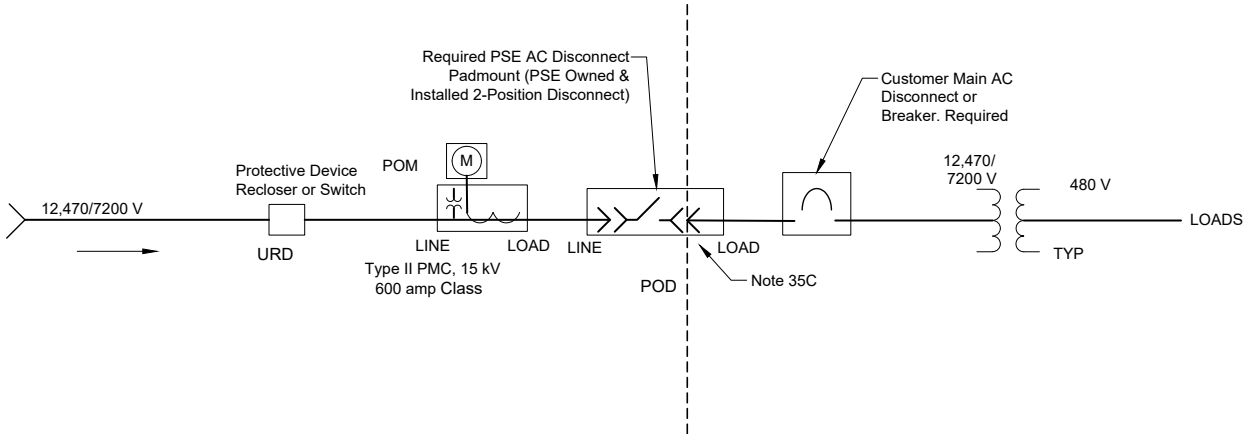 Required PSE AC Disconnect
Padmount (PSE Owned &
Installed 2-Position Disconnect)
Customer Main AC
Disconnect or
Breaker. Required
Protective Device
Recloser or Switch
POM
M
12,470/
7200 V
480 V
12,470/7200 V
LOADS
URD
LINE
LOAD
LINE
LOAD
TYP
Type II PMC, 15 kV
600 amp Class
POD
Note 35C